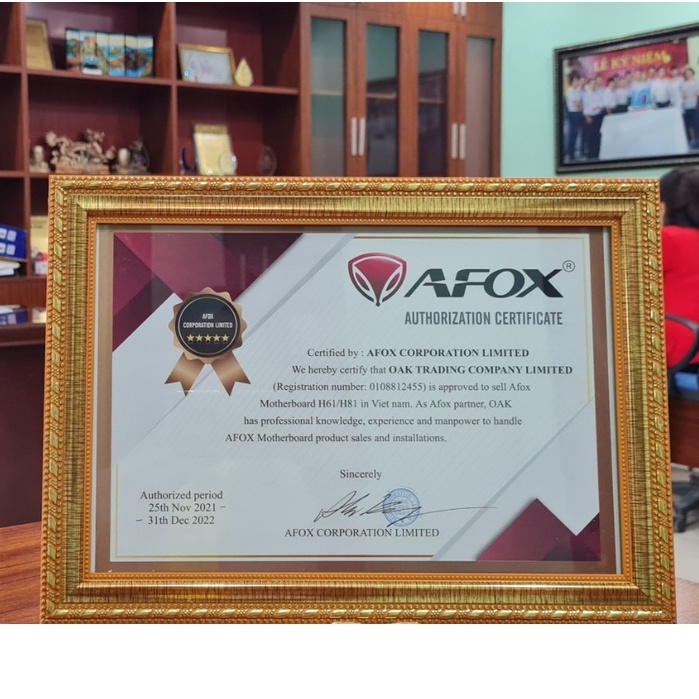 LỄ KỶ NIỆM
AFOX®
AUTHORIZATION CERTIFICATE
AFOX
CORPORATION LIMITED
Certified by : AFOX CORPORATION LIMITED
We hereby certify that OAK TRADING COMPANY LIMITED
(Registration number: 0108812455) is approved to sell Afox
Motherboard H61/H81 in Viet nam. As Afox partner, OAK
has professional knowledge, experience and manpower to handle
AFOX Motherboard product sales and installations.
Sincerely
Authorized period
25th Nov 2021 –
– 31th Dec 2022
AFOX CORPORATION LIMITED